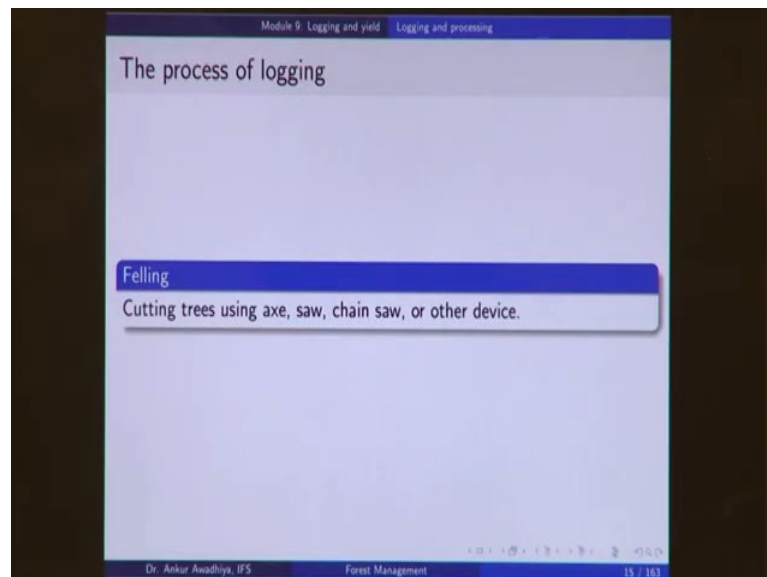 Module 9: Logging and yield Logging and processing
The process of logging
Felling
Cutting trees using axe, saw, chain saw, or other device.
Dr. Ankur Awadhiya, IFS Forest Management 15 / 163